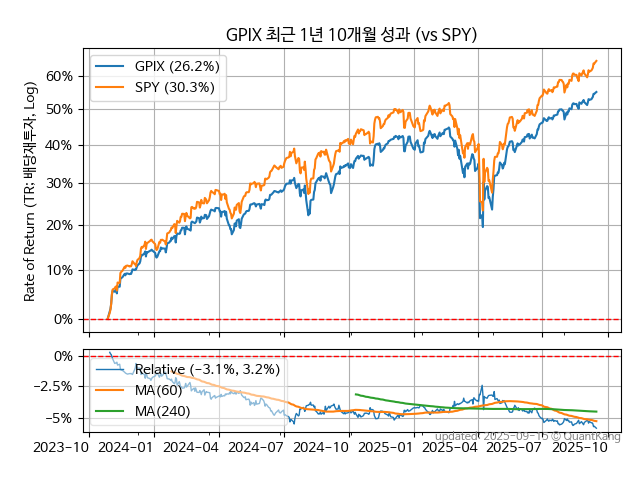 GPIX 최근 1년 10개월 성과 (vs SPY)
Rate of Return (TR: 배당재투자, Log)
60%
50%
40%
30%
20%
10%
0%
GPIX (26.2%)
SPY (30.3%)
0%
−2.5%
−5%
Relative (−3.1%, 3.2%)
MA(60)
MA(240)
updated: 2025-09-15 © QuantKang
2023-10 2024-01 2024-04 2024-07 2024-10 2025-01 2025-04 2025-07 2025-10